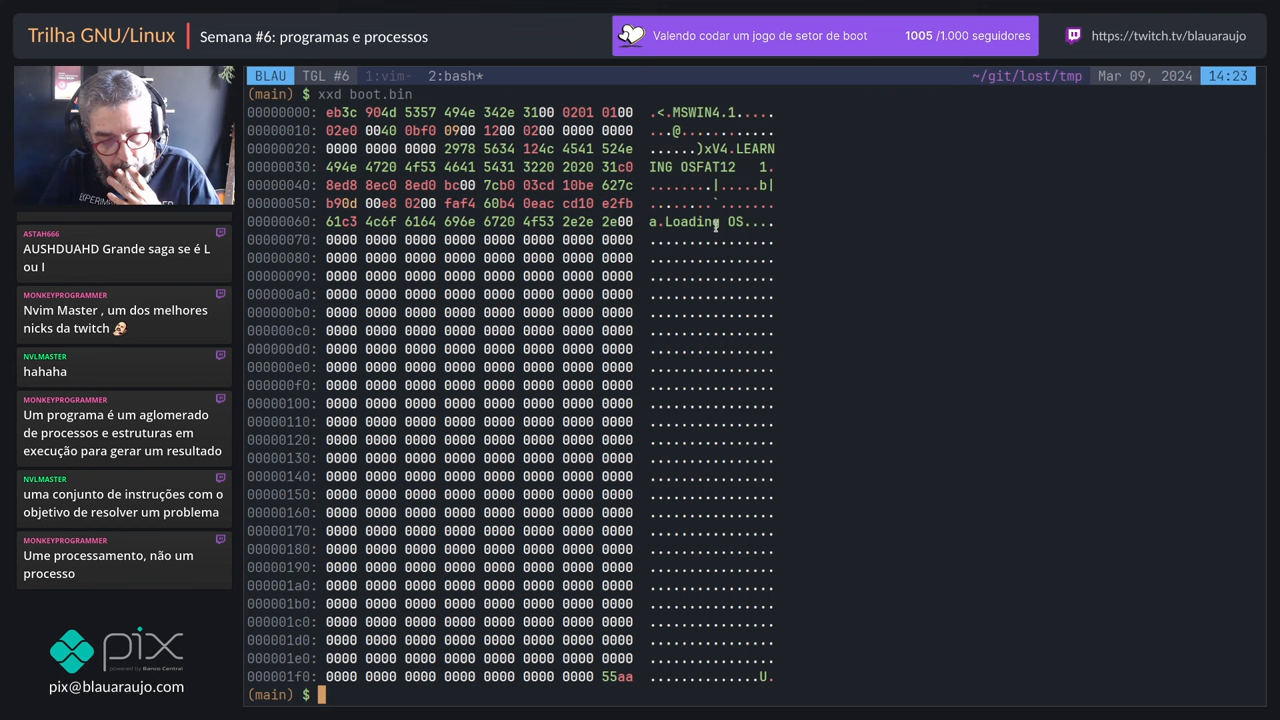 Trilha GNU/Linux
Semana #6: programas e processos
Valendo codar um jogo de setor de boot 1005 /1.000 seguidores
https://twitch.tv/blauaraujo
BLAU TGL #6 1:vim- 2:bash* ~/git/lost/tmp Mar 09, 2024 14:23
(main) $ xxd boot.bin
00000000: eb3c 904d 5357 494e 342e 3100 0201 0100 .<.MSWIN4.1.....
00000010: 02e0 0040 0bf0 0900 1200 0200 0000 0000 ...@............
00000020: 0000 0000 0000 2978 5634 124c 4541 524e ......)xV4.LEARN
00000030: 494e 4720 4f53 4641 5431 3220 2020 31c0 ING OSFAT12   1.
00000040: 8ed8 8ec0 8ed0 bc00 7cb0 03cd 10be 627c ........|.....b|
00000050: b90d 00e8 0200 faf4 60b4 0eac cd10 e2fb ........`.......
00000060: 61c3 4c6f 6164 696e 6720 4f53 2e2e 2e00 a.Loading OS....
00000070: 0000 0000 0000 0000 0000 0000 0000 0000 ................
00000080: 0000 0000 0000 0000 0000 0000 0000 0000 ................
00000090: 0000 0000 0000 0000 0000 0000 0000 0000 ................
000000a0: 0000 0000 0000 0000 0000 0000 0000 0000 ................
000000b0: 0000 0000 0000 0000 0000 0000 0000 0000 ................
000000c0: 0000 0000 0000 0000 0000 0000 0000 0000 ................
000000d0: 0000 0000 0000 0000 0000 0000 0000 0000 ................
000000e0: 0000 0000 0000 0000 0000 0000 0000 0000 ................
000000f0: 0000 0000 0000 0000 0000 0000 0000 0000 ................
00000100: 0000 0000 0000 0000 0000 0000 0000 0000 ................
00000110: 0000 0000 0000 0000 0000 0000 0000 0000 ................
00000120: 0000 0000 0000 0000 0000 0000 0000 0000 ................
00000130: 0000 0000 0000 0000 0000 0000 0000 0000 ................
00000140: 0000 0000 0000 0000 0000 0000 0000 0000 ................
00000150: 0000 0000 0000 0000 0000 0000 0000 0000 ................
00000160: 0000 0000 0000 0000 0000 0000 0000 0000 ................
00000170: 0000 0000 0000 0000 0000 0000 0000 0000 ................
00000180: 0000 0000 0000 0000 0000 0000 0000 0000 ................
00000190: 0000 0000 0000 0000 0000 0000 0000 0000 ................
000001a0: 0000 0000 0000 0000 0000 0000 0000 0000 ................
000001b0: 0000 0000 0000 0000 0000 0000 0000 0000 ................
000001c0: 0000 0000 0000 0000 0000 0000 0000 0000 ................
000001d0: 0000 0000 0000 0000 0000 0000 0000 0000 ................
000001e0: 0000 0000 0000 0000 0000 0000 0000 0000 ................
000001f0: 0000 0000 0000 0000 0000 0000 0000 55aa ..............U.
(main) $
ASTAH666
AUSHDUAHD Grande saga se é L
ou I
MONKEYPROGRAMMER
Nvim Master , um dos melhores
nicks da twitch
NVLMASTER
hahaha
MONKEYPROGRAMMER
Um programa é um aglomerado
de processos e estruturas em
execução para gerar um resultado
NVLMASTER
uma conjunto de instruções com o
objetivo de resolver um problema
MONKEYPROGRAMMER
Ume processamento, não um
processo
pix
powered by Banco Central
pix@blauaraujo.com